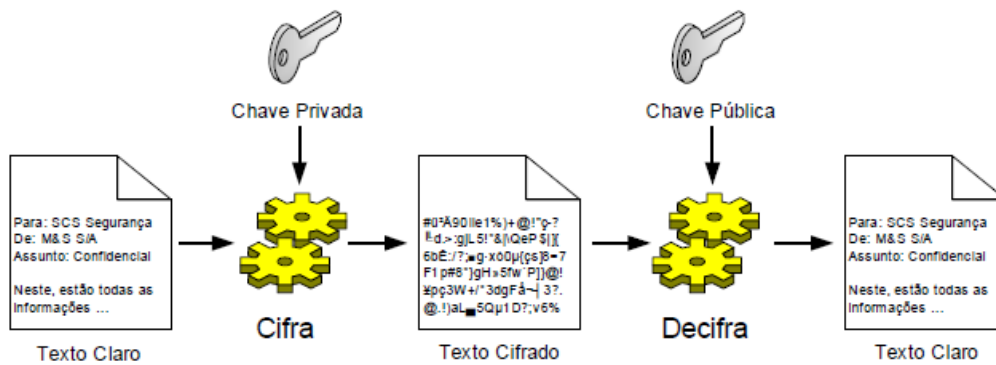 Chave Privada
Chave Pública
Para: SCS Segurança
De: M&S S/A
Assunto: Confidencial
Neste, estão todas as
Informações ...
Texto Claro
Cifra
Texto Cifrado
Decifra
Para: SCS Segurança
De: M&S S/A
Assunto: Confidencial
Neste, estão todas as
Informações ...
Texto Claro